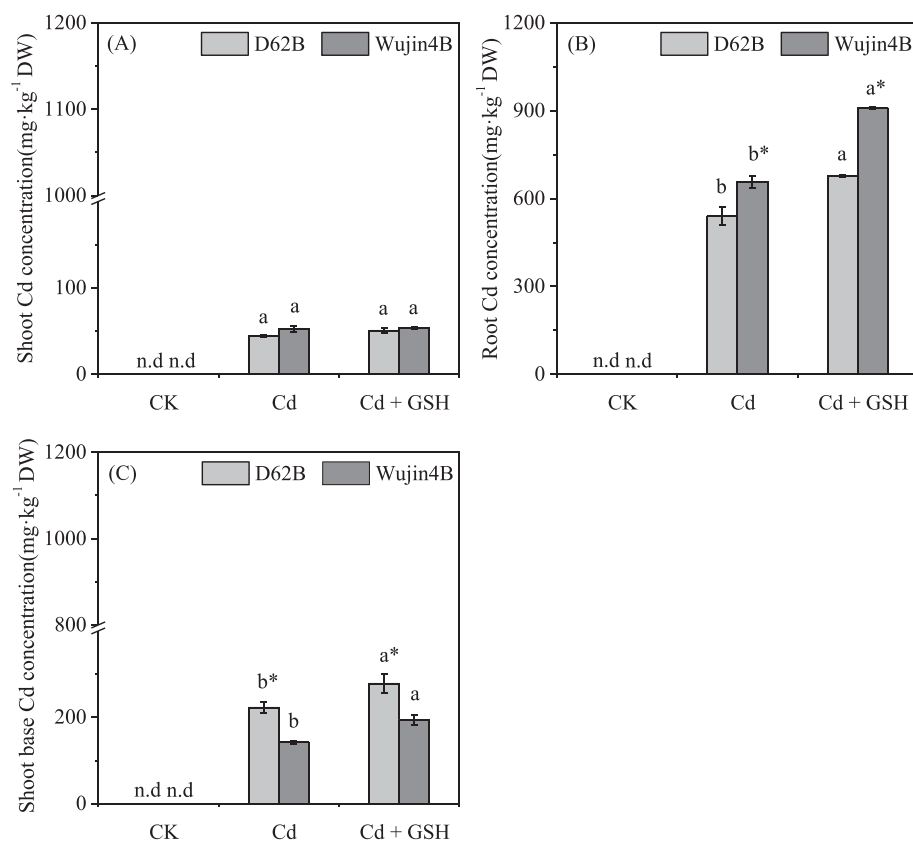 Shoot Cd concentration(mg·kg⁻¹ DW)
1200
1100
1000
100
0
(A)
D62B
Wujin4B
a
a
a
a
n.d n.d
CK
Cd
Cd + GSH
Root Cd concentration(mg·kg⁻¹ DW)
1200
900
600
300
0
(B)
D62B
Wujin4B
b
b*
a
a*
n.d n.d
CK
Cd
Cd + GSH
Shoot base Cd concentration(mg·kg⁻¹ DW)
1200
1000
800
200
0
(C)
D62B
Wujin4B
b*
b
a*
a
n.d n.d
CK
Cd
Cd + GSH